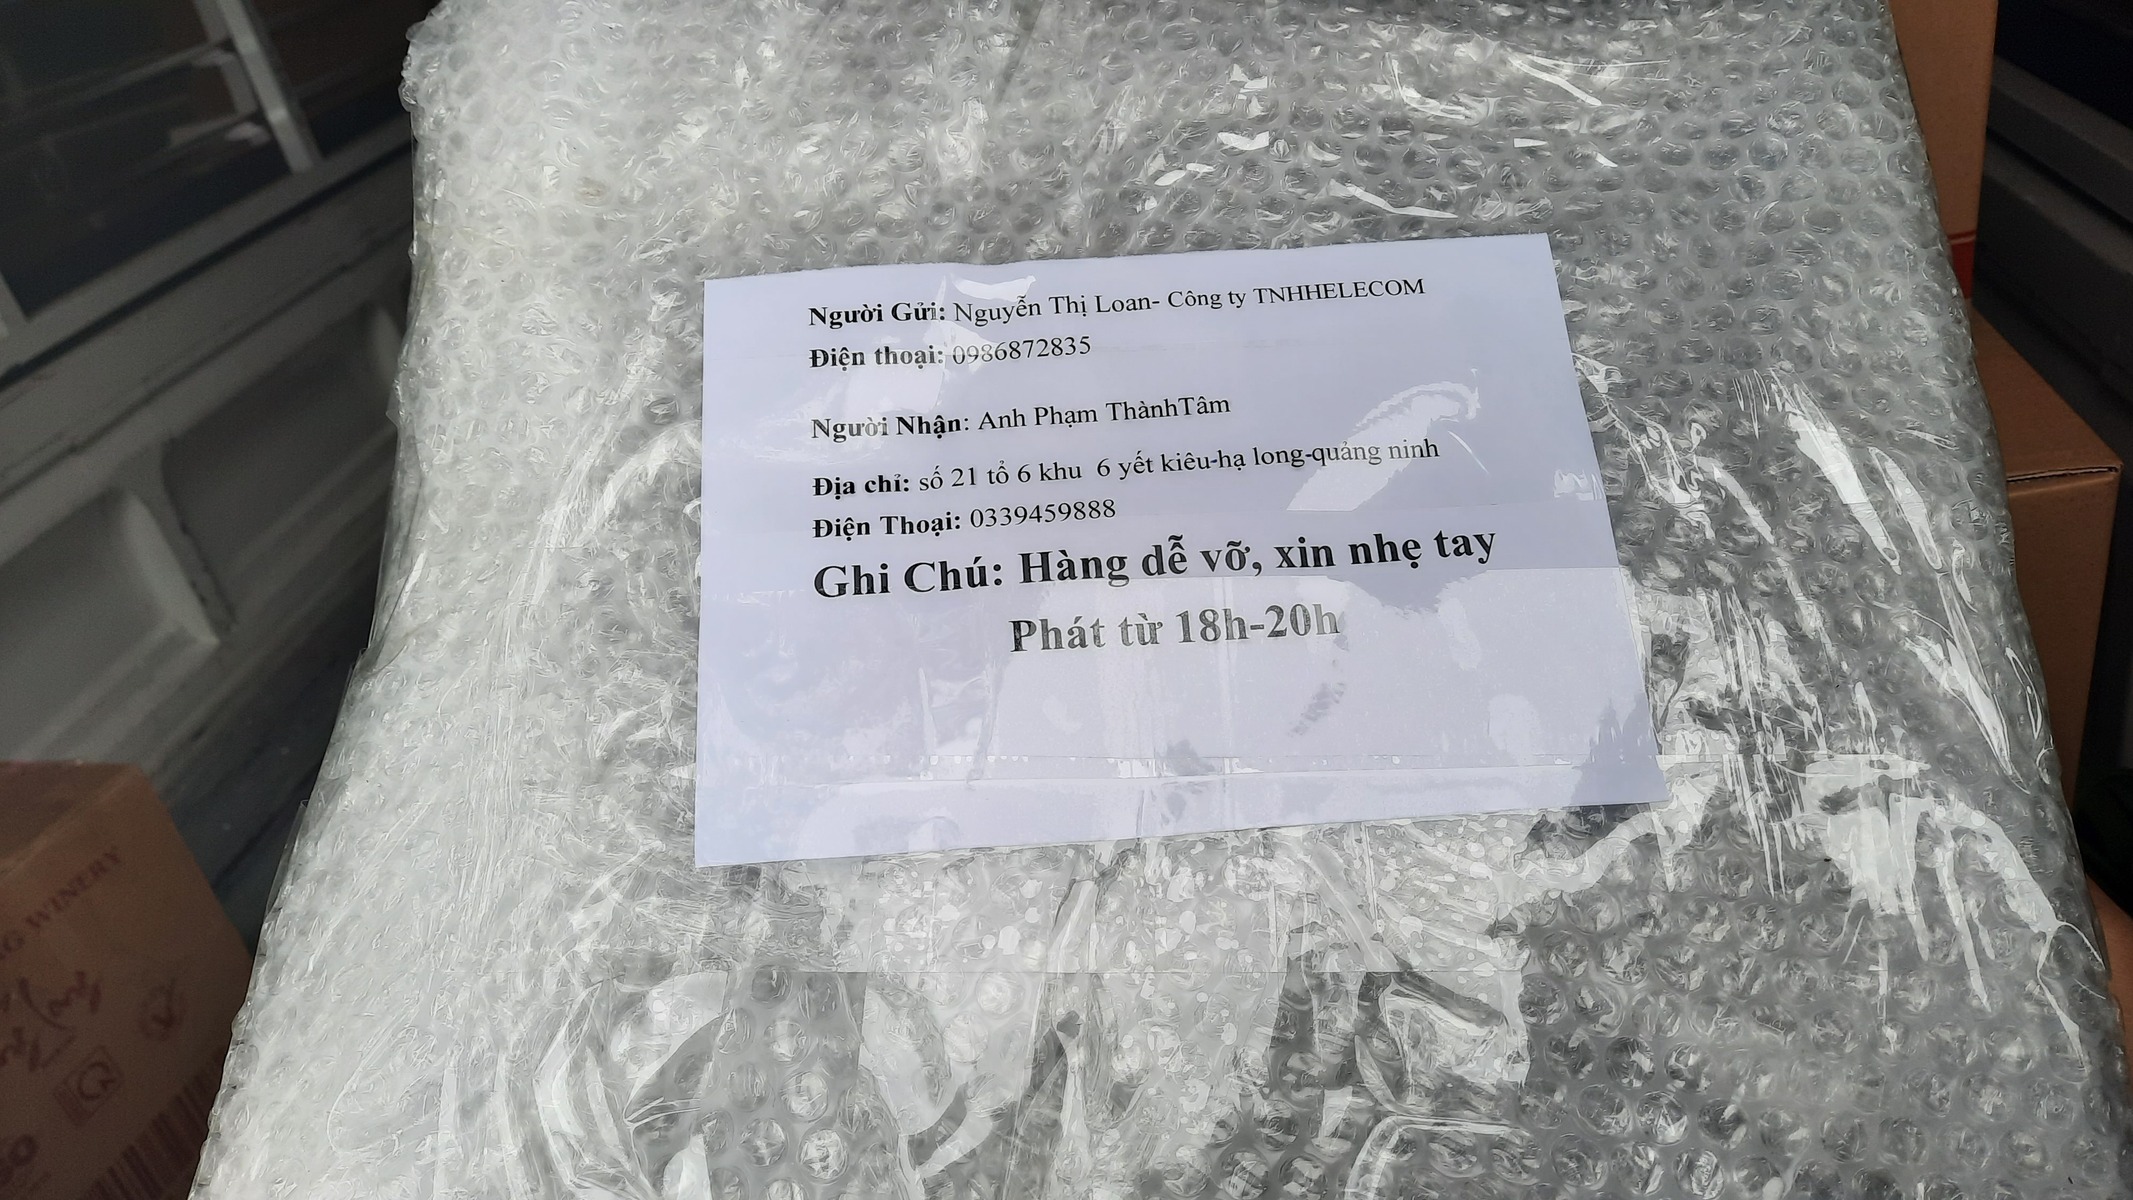 Người Gửi: Nguyễn Thị Loan- Công ty TNHHELECOM
Điện thoại: 0986872835
Người Nhận: Anh Phạm ThànhTâm
Địa chỉ: số 21 tổ 6 khu  6 yết kiêu-hạ long-quảng ninh
Điện Thoại: 0339459888
Ghi Chú: Hàng dễ vỡ, xin nhẹ tay
Phát từ 18h-20h
WINERY